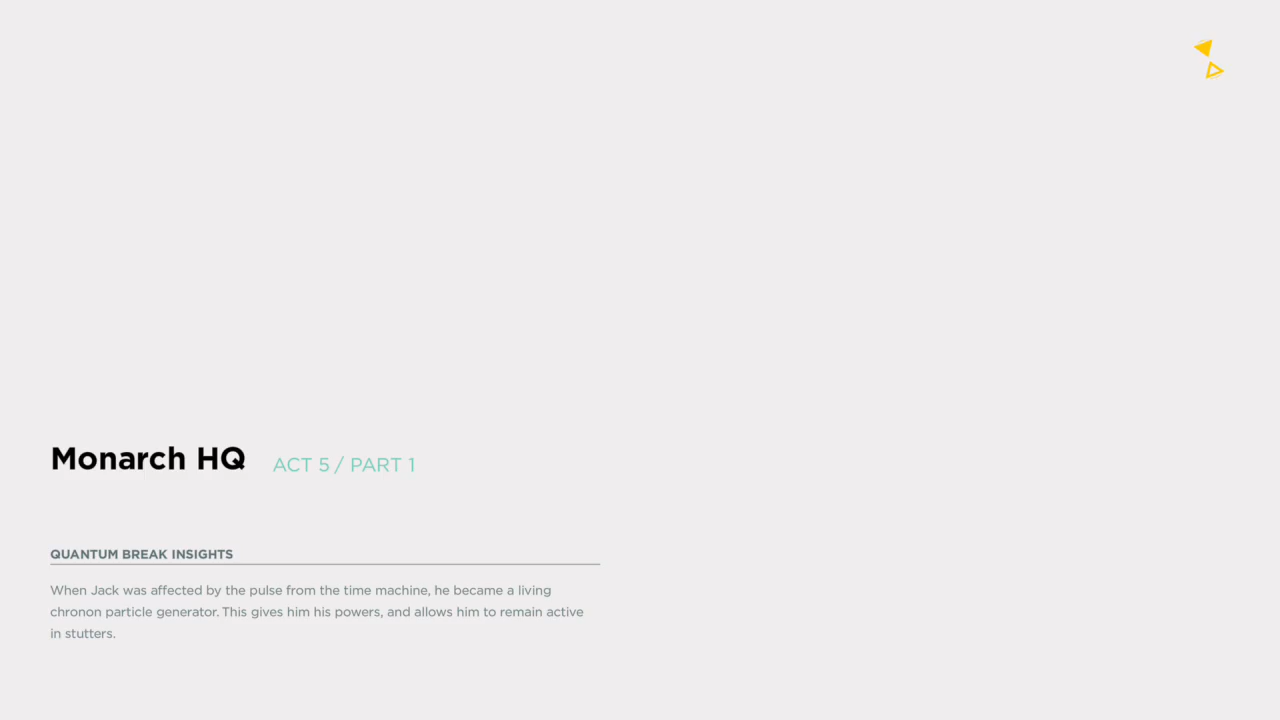 Monarch HQ ACT 5 / PART 1
QUANTUM BREAK INSIGHTS
When Jack was affected by the pulse from the time machine, he became a living
chronon particle generator. This gives him his powers, and allows him to remain active
in stutters.